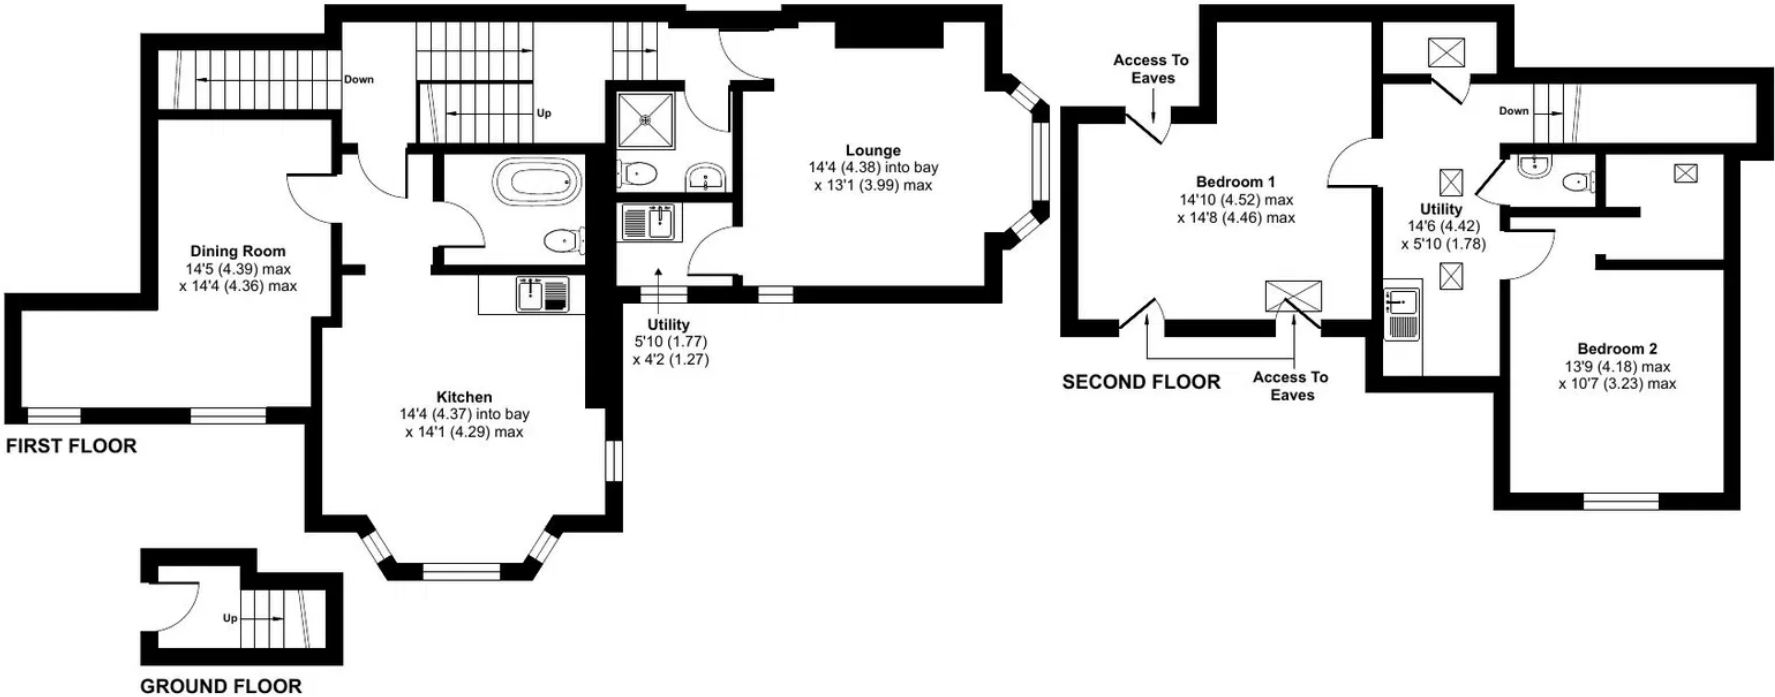 Down
Up
Dining Room
14'5 (4.39) max
x 14'4 (4.36) max
Lounge
14'4 (4.38) into bay
x 13'1 (3.99) max
Utility
5'10 (1.77)
x 4'2 (1.27)
Kitchen
14'4 (4.37) into bay
x 14'1 (4.29) max
FIRST FLOOR
Up
GROUND FLOOR
Access To
Eaves
Down
Bedroom 1
14'10 (4.52) max
x 14'8 (4.46) max
Utility
14'6 (4.42)
x 5'10 (1.78)
Bedroom 2
13'9 (4.18) max
x 10'7 (3.23) max
SECOND FLOOR
Access To
Eaves